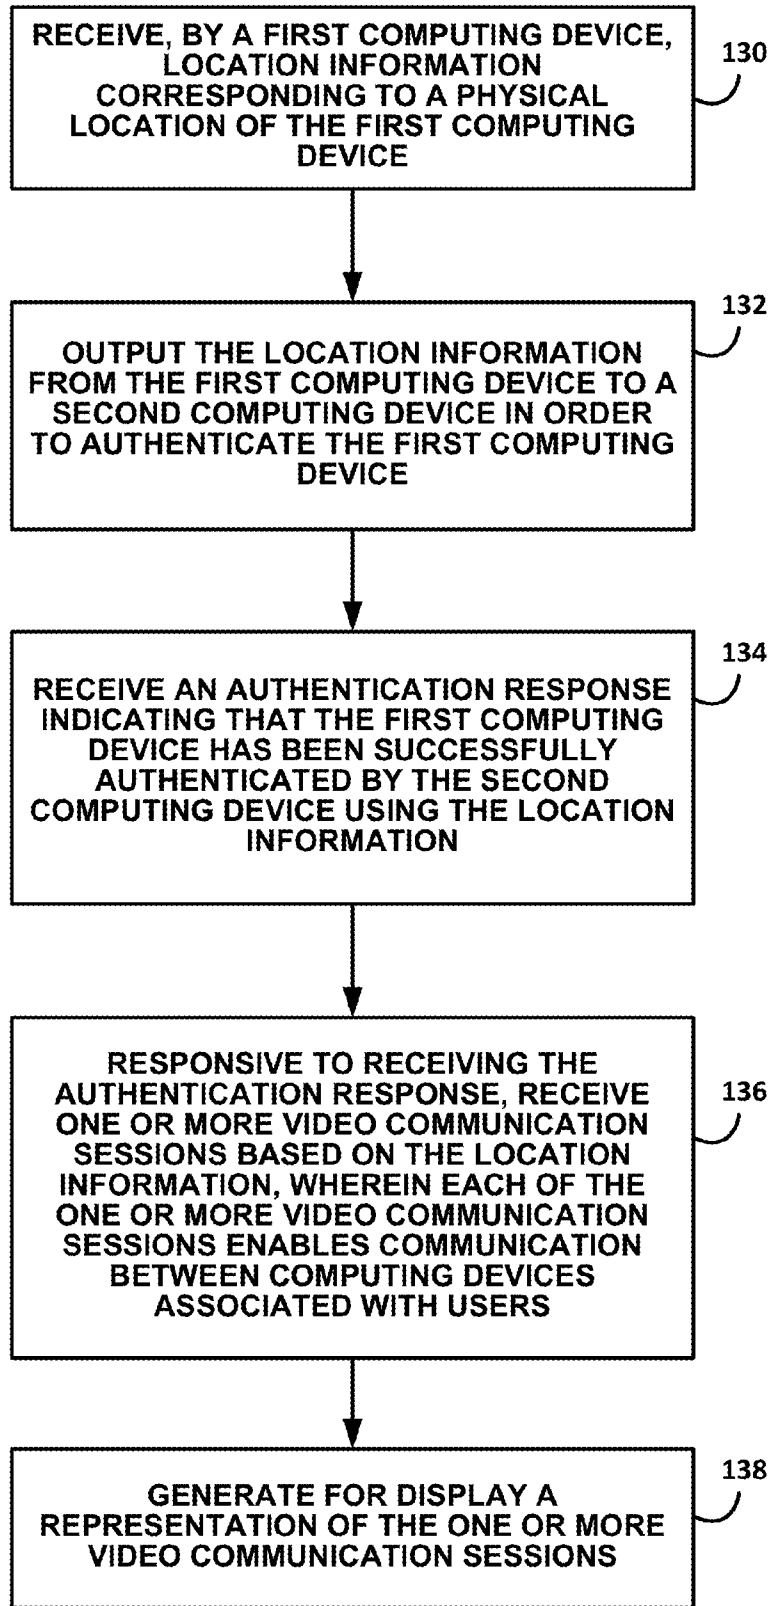 RECEIVE, BY A FIRST COMPUTING DEVICE,
LOCATION INFORMATION
CORRESPONDING TO A PHYSICAL
LOCATION OF THE FIRST COMPUTING
DEVICE
130
OUTPUT THE LOCATION INFORMATION
FROM THE FIRST COMPUTING DEVICE TO A
SECOND COMPUTING DEVICE IN ORDER
TO AUTHENTICATE THE FIRST COMPUTING
DEVICE
132
RECEIVE AN AUTHENTICATION RESPONSE
INDICATING THAT THE FIRST COMPUTING
DEVICE HAS BEEN SUCCESSFULLY
AUTHENTICATED BY THE SECOND
COMPUTING DEVICE USING THE LOCATION
INFORMATION
134
RESPONSIVE TO RECEIVING THE
AUTHENTICATION RESPONSE, RECEIVE
ONE OR MORE VIDEO COMMUNICATION
SESSIONS BASED ON THE LOCATION
INFORMATION, WHEREIN EACH OF THE
ONE OR MORE VIDEO COMMUNICATION
SESSIONS ENABLES COMMUNICATION
BETWEEN COMPUTING DEVICES
ASSOCIATED WITH USERS
136
GENERATE FOR DISPLAY A
REPRESENTATION OF THE ONE OR MORE
VIDEO COMMUNICATION SESSIONS
138